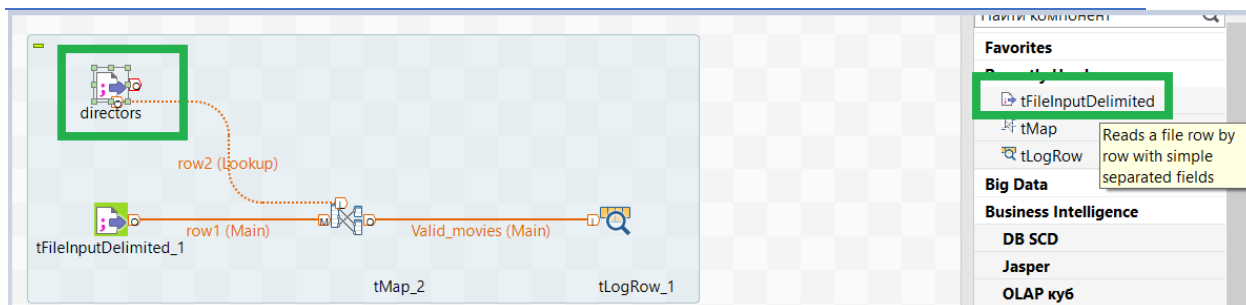 Найти компонент
Favorites
directors
tFileInputDelimited
tMap
Reads a file row by
row with simple
separated fields
tLogRow
row2 (Lookup)
Big Data
row1 (Main)
Valid_movies (Main)
Business Intelligence
tFileInputDelimited_1
DB SCD
Jasper
tMap_2
tLogRow_1
OLAP куб